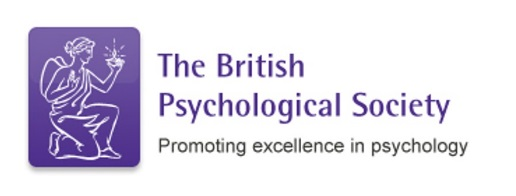 The British
Psychological Society
Promoting excellence in psychology